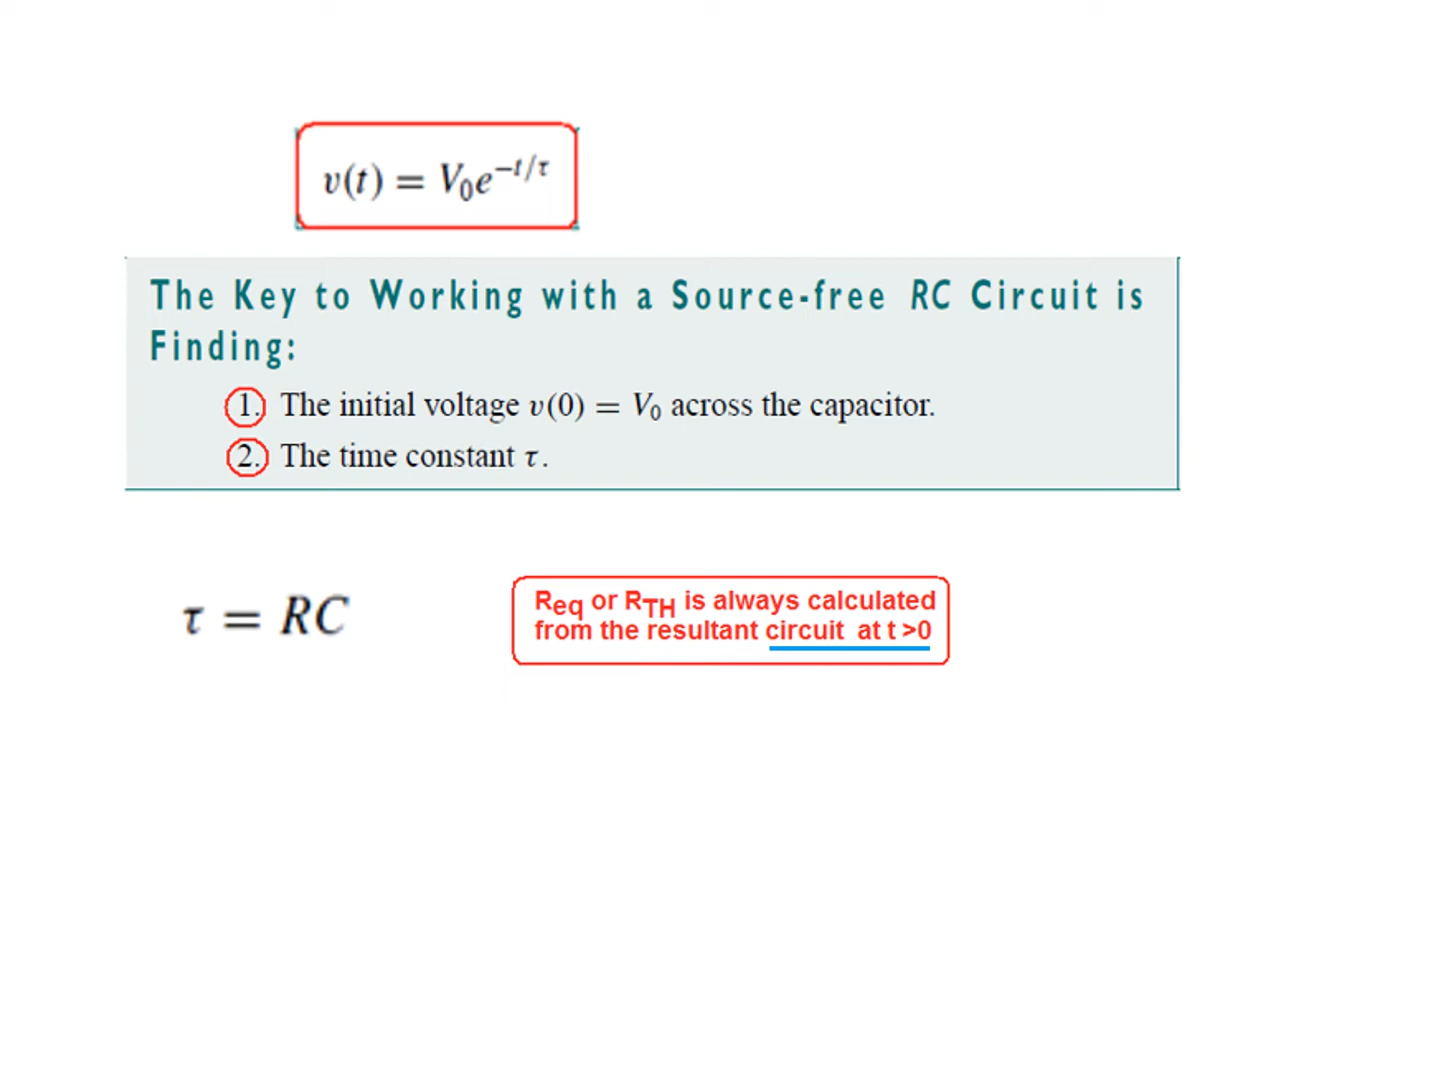 v(t) = V₀e^{−t/τ}
The Key to Working with a Source-free RC Circuit is
Finding:
1. The initial voltage v(0) = V₀ across the capacitor.
2. The time constant τ.
τ = RC
Req or RTH is always calculated
from the resultant circuit at t >0